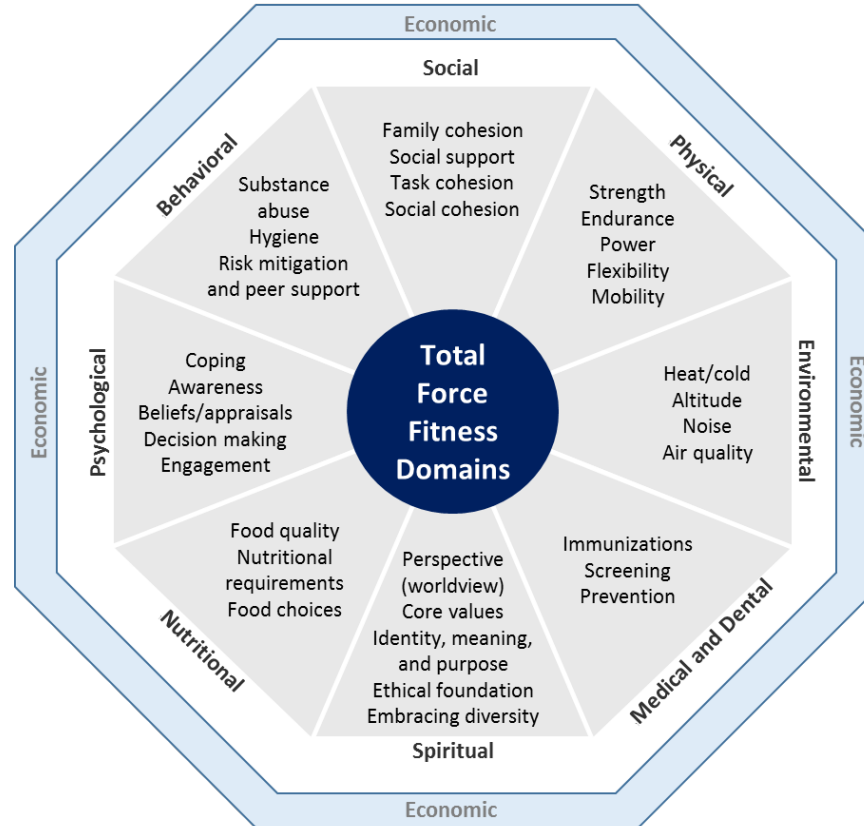 Economic
Social
Family cohesion
Social support
Task cohesion
Social cohesion
Physical
Strength
Endurance
Power
Flexibility
Mobility
Environmental
Heat/cold
Altitude
Noise
Air quality
Economic
Medical and Dental
Immunizations
Screening
Prevention
Spiritual
Perspective
(worldview)
Core values
Identity, meaning,
and purpose
Ethical foundation
Embracing diversity
Economic
Nutritional
Food quality
Nutritional
requirements
Food choices
Psychological
Coping
Awareness
Beliefs/appraisals
Decision making
Engagement
Economic
Behavioral
Substance
abuse
Hygiene
Risk mitigation
and peer support
Total
Force
Fitness
Domains